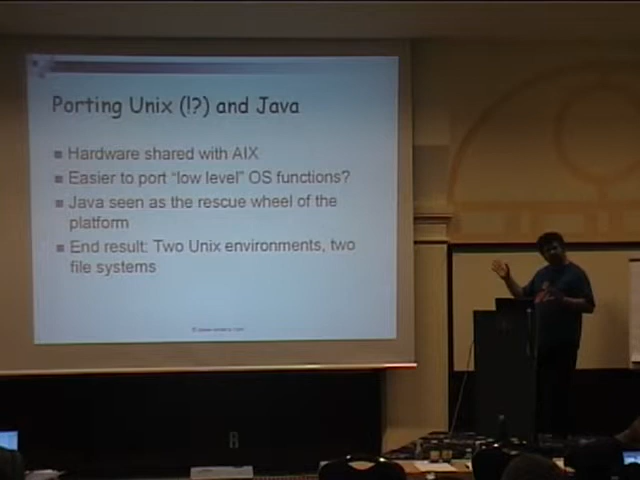 Porting Unix (!?) and Java
Hardware shared with AIX
Easier to port "low level" OS functions?
Java seen as the rescue wheel of the
platform
End result: Two Unix environments, two
file systems